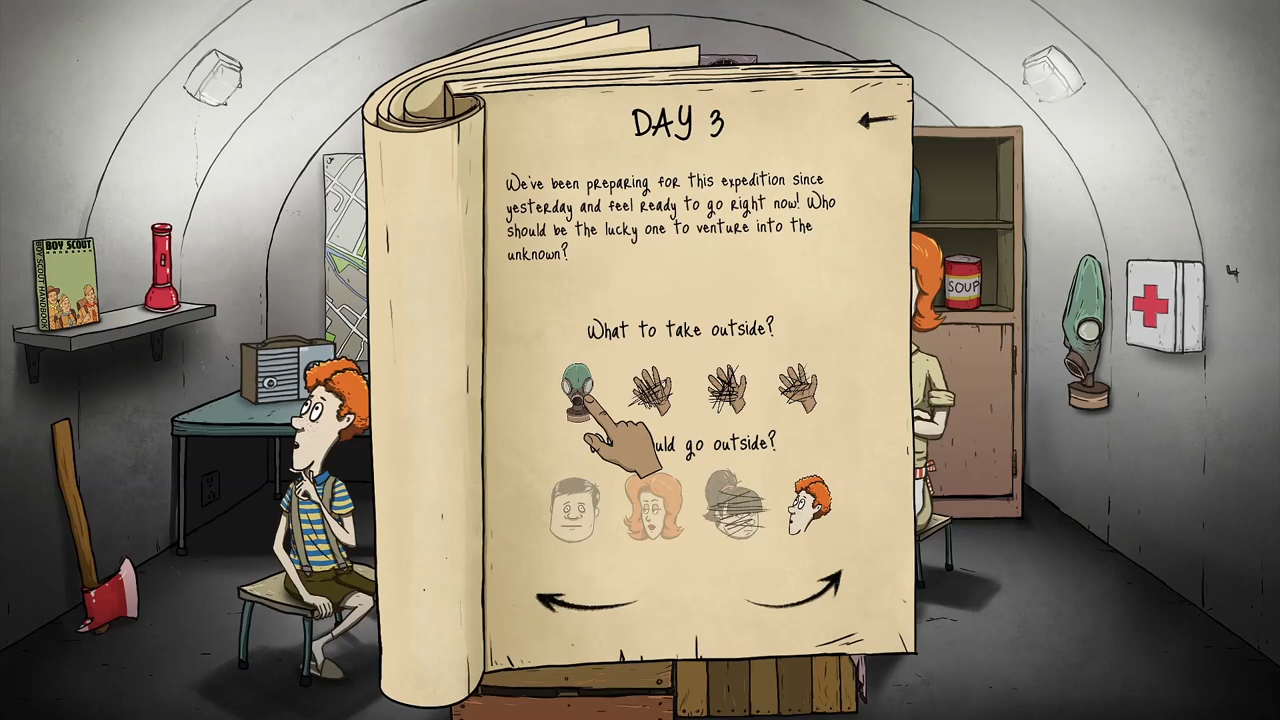 DAY 3
We've been preparing for this expedition since
yesterday and feel ready to go right now! Who
should be the lucky one to venture into the
unknown?
What to take outside?
uld go outside?
BOY SCOUT
BOY SCOUT HANDBOOK
SOUP